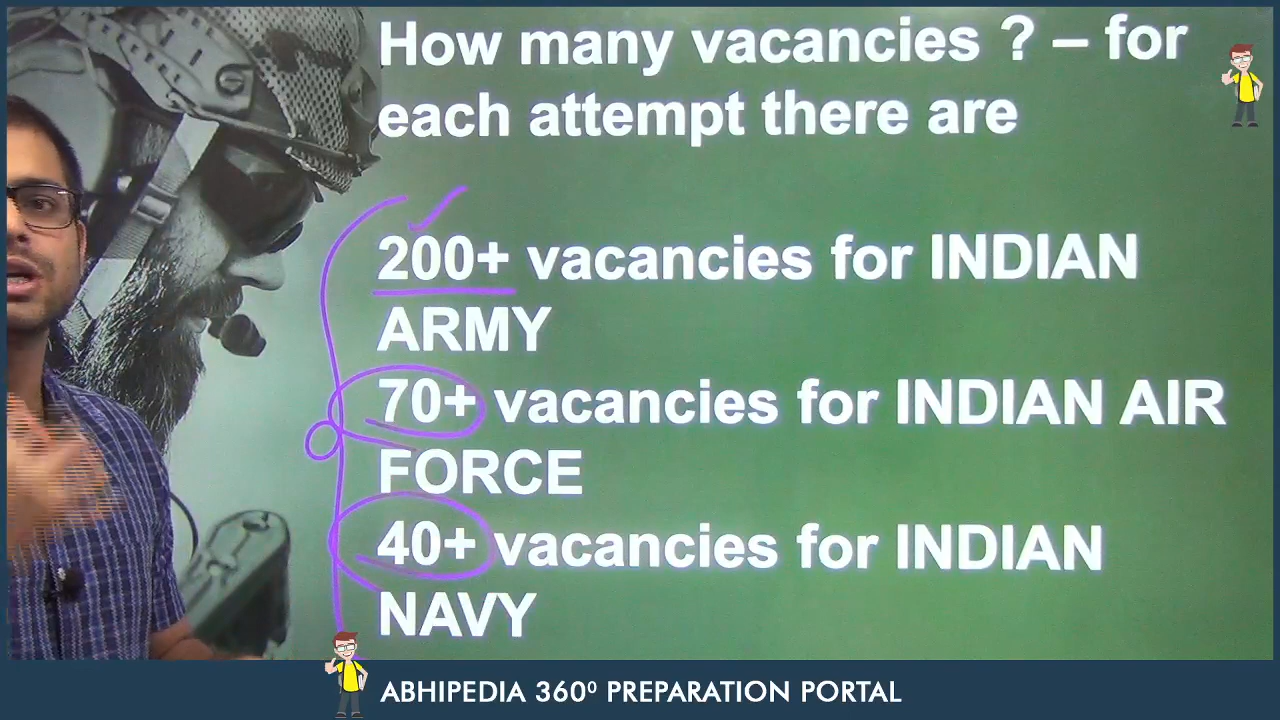 How many vacancies ? – for
each attempt there are
200+ vacancies for INDIAN
ARMY
70+ vacancies for INDIAN AIR
FORCE
40+ vacancies for INDIAN
NAVY
ABHIPEDIA 360º PREPARATION PORTAL